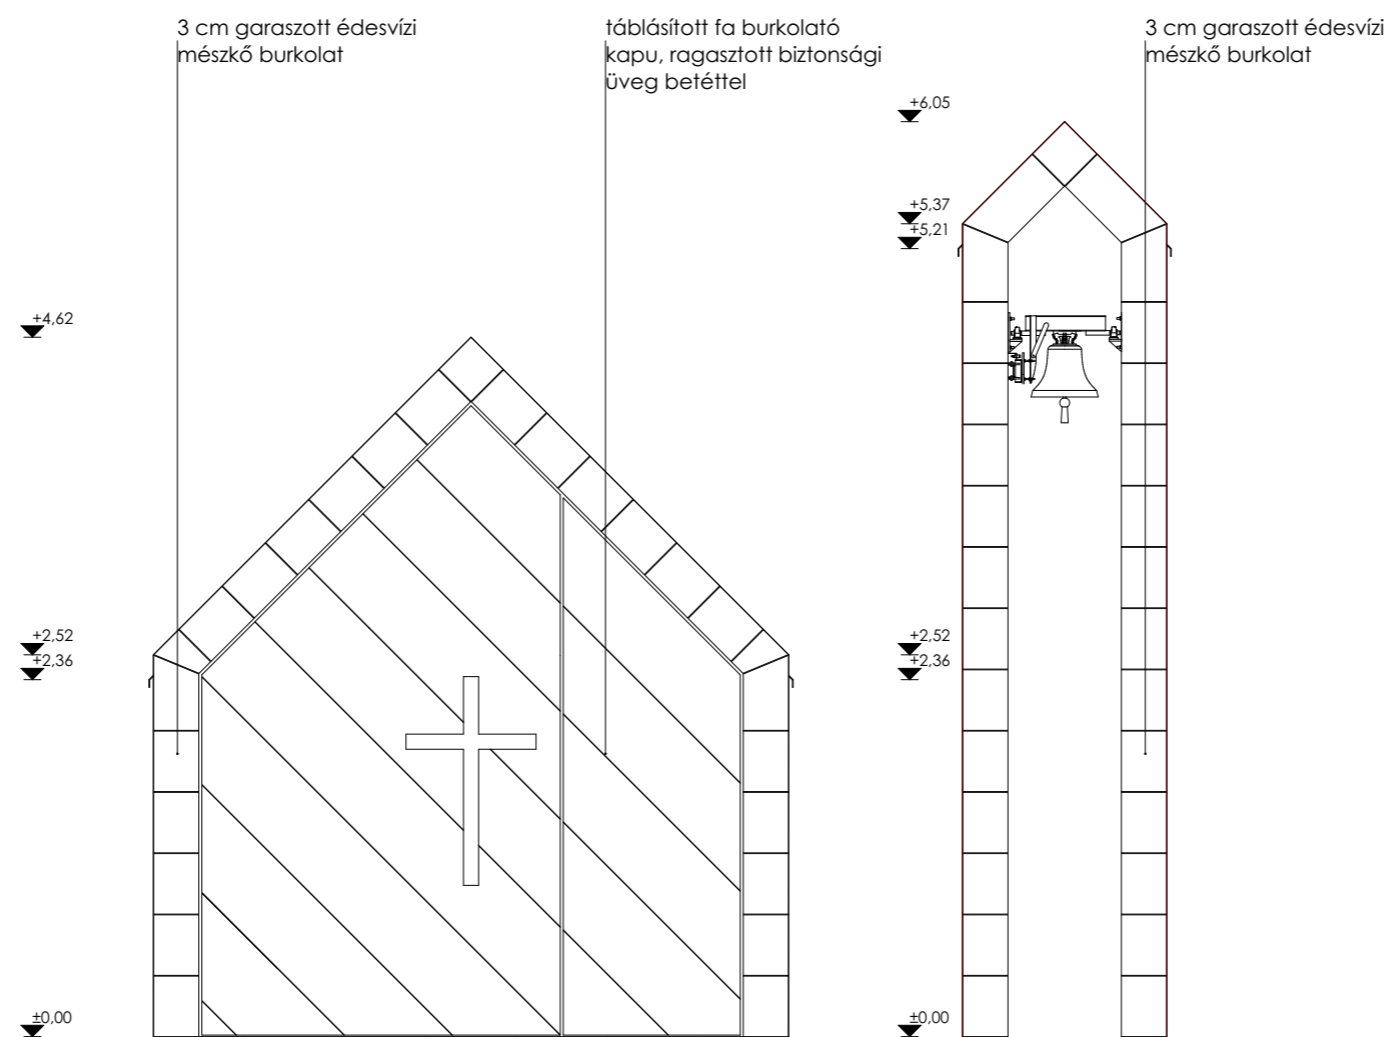 3 cm garaszott édesvízi
mészkő burkolat
táblásított fa burkolató
kapu, ragasztott biztonsági
üveg betéttel
3 cm garaszott édesvízi
mészkő burkolat
+6,05
+5,37
+5,21
+4,62
+2,52
+2,36
+2,52
+2,36
±0,00
±0,00